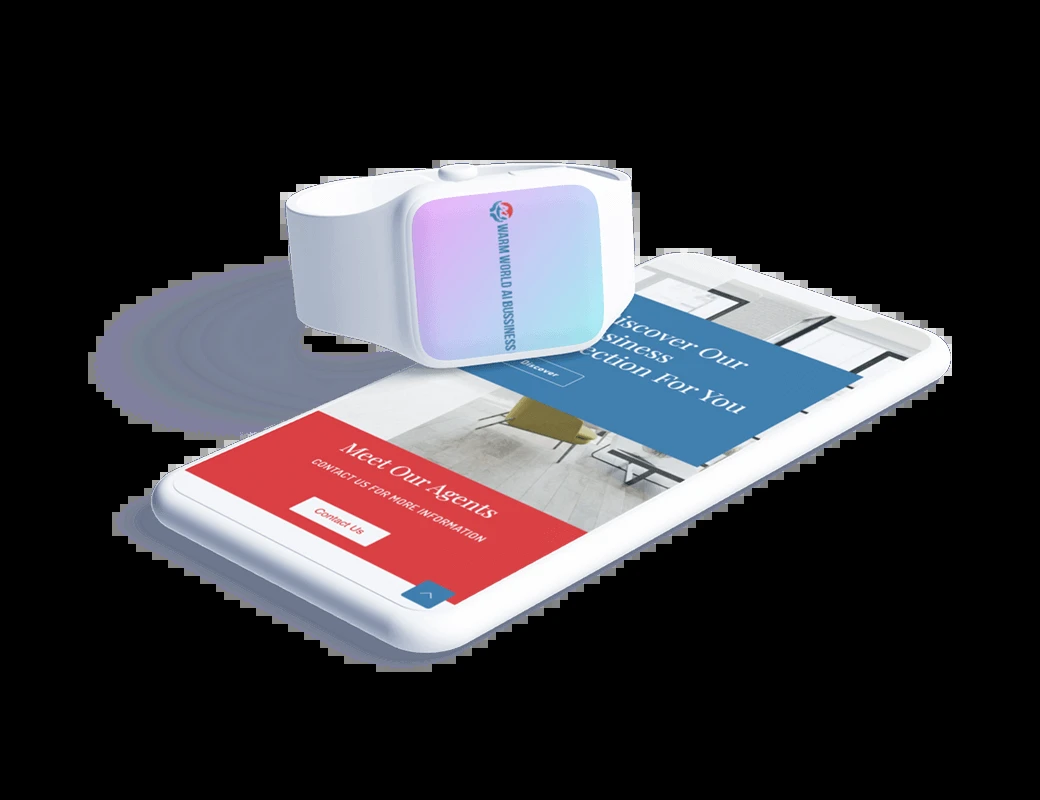 WARM WORLD AI BUSSINESS
iscover Our
siness
ection For You
Discover
Meet Our Agents
CONTACT US FOR MORE INFORMATION
Contact Us